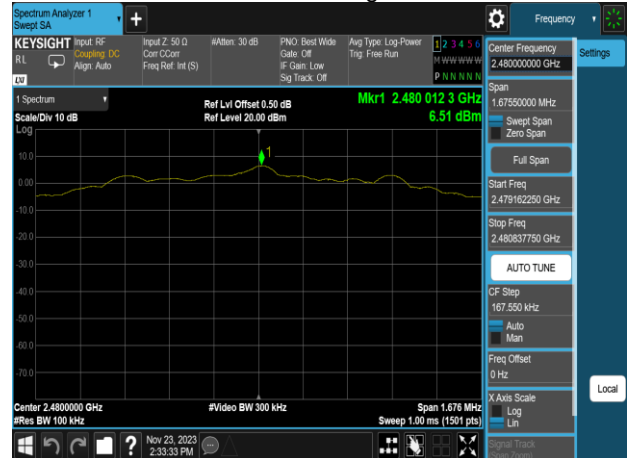 Spectrum Analyzer 1
Swept SA
+
Frequency
KEYSIGHT
Input: RF
Coupling: DC
Align: Auto
RL
LXI
Input Z: 50 Ω
Corr CCorr
Freq Ref: Int (S)
#Atten: 30 dB
PNO: Best Wide
Gate: Off
IF Gain: Low
Sig Track: Off
Avg Type: Log-Power
Trig: Free Run
1 2 3 4 5 6
M W W W W W
P N N N N N
1 Spectrum
Scale/Div 10 dB
Log
Ref Lvl Offset 0.50 dB
Ref Level 20.00 dBm
Mkr1 2.480 012 3 GHz
6.51 dBm
1
10.0
0.00
-10.0
-20.0
-30.0
-40.0
-50.0
-60.0
-70.0
Center 2.4800000 GHz
#Res BW 100 kHz
#Video BW 300 kHz
Span 1.676 MHz
Sweep 1.00 ms (1501 pts)
?
Nov 23, 2023
2:33:33 PM
Center Frequency
2.480000000 GHz
Settings
Span
1.67550000 MHz
Swept Span
Zero Span
Full Span
Start Freq
2.479162250 GHz
Stop Freq
2.480837750 GHz
AUTO TUNE
CF Step
167.550 kHz
Auto
Man
Freq Offset
0 Hz
X Axis Scale
Log
Lin
Local
Signal Track
(Span Zoom)